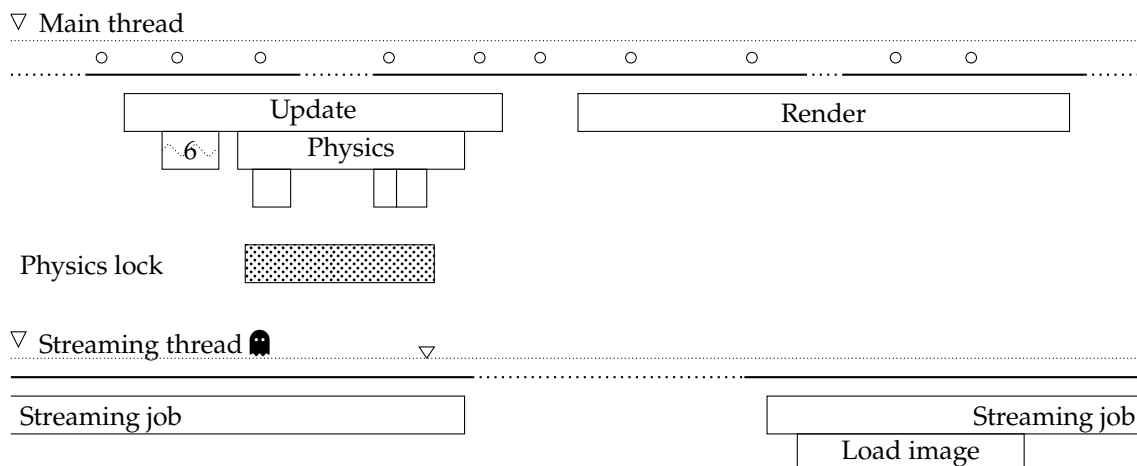 Main thread
Update
Render
6
Physics
Physics lock
Streaming thread
Streaming job
Streaming job
Load image